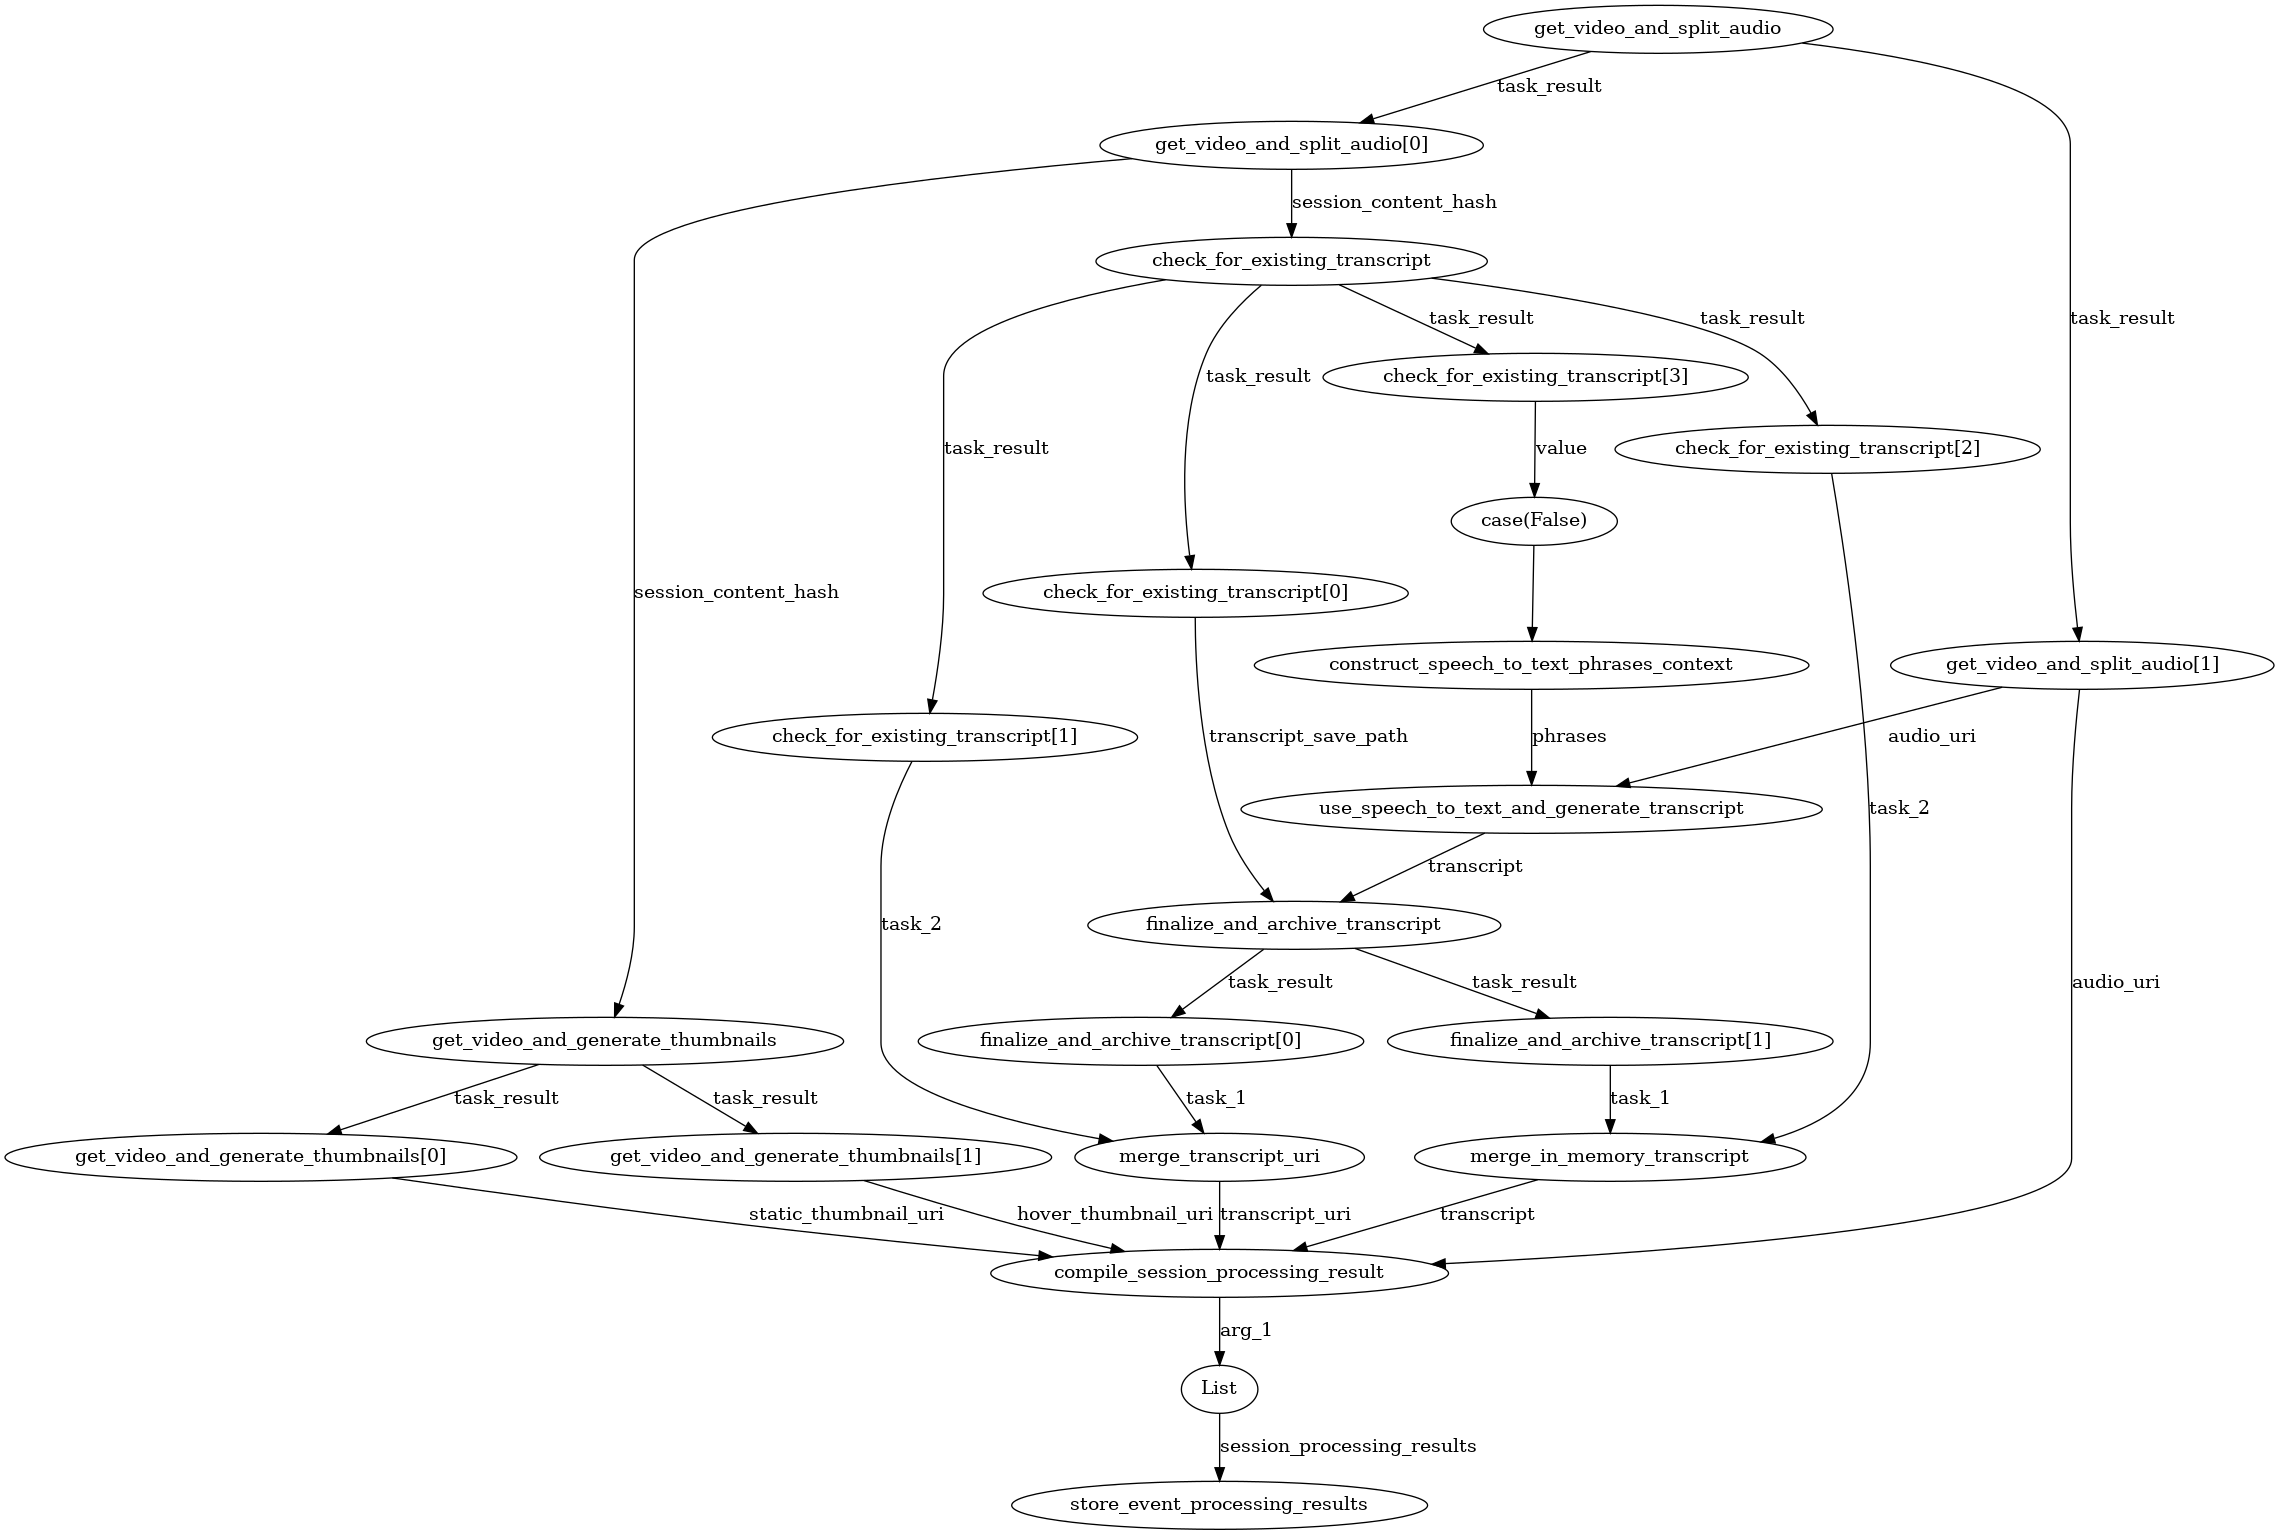 get_video_and_split_audio
task_result
get_video_and_split_audio[0]
session_content_hash
check_for_existing_transcript
task_result
task_result
task_result
task_result
check_for_existing_transcript[3]
task_result
check_for_existing_transcript[2]
value
case(False)
session_content_hash
check_for_existing_transcript[0]
construct_speech_to_text_phrases_context
get_video_and_split_audio[1]
check_for_existing_transcript[1]
transcript_save_path
phrases
audio_uri
use_speech_to_text_and_generate_transcript
task_2
transcript
task_2
finalize_and_archive_transcript
task_result
task_result
audio_uri
get_video_and_generate_thumbnails
finalize_and_archive_transcript[0]
finalize_and_archive_transcript[1]
task_result
task_result
task_1
task_1
get_video_and_generate_thumbnails[0]
get_video_and_generate_thumbnails[1]
merge_transcript_uri
merge_in_memory_transcript
static_thumbnail_uri
hover_thumbnail_uri
transcript_uri
transcript
compile_session_processing_result
arg_1
List
session_processing_results
store_event_processing_results